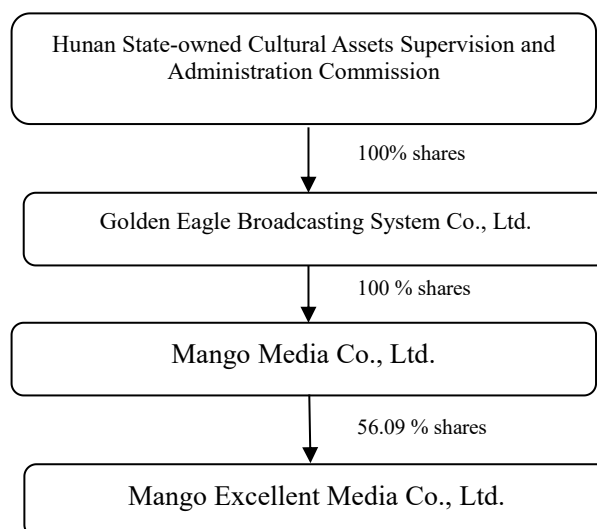 Hunan State-owned Cultural Assets Supervision and
Administration Commission
100% shares
Golden Eagle Broadcasting System Co., Ltd.
100 % shares
Mango Media Co., Ltd.
56.09 % shares
Mango Excellent Media Co., Ltd.